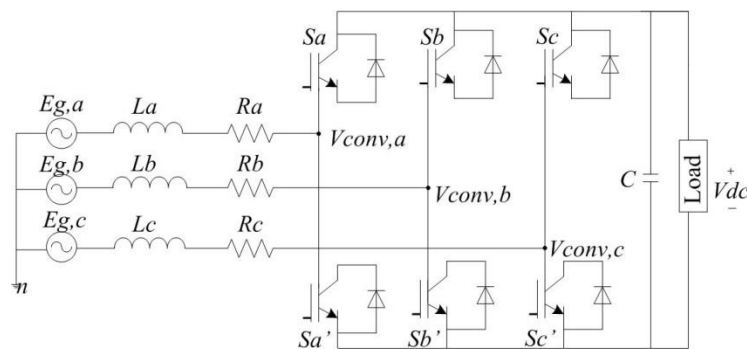 Sa
Sb
Sc
Eg,a
La
Ra
Vconv,a
Eg,b
Lb
Rb
Vconv,b
C
Load
+
Vdc
−
Eg,c
Lc
Rc
Vconv,c
n
Sa’
Sb’
Sc’